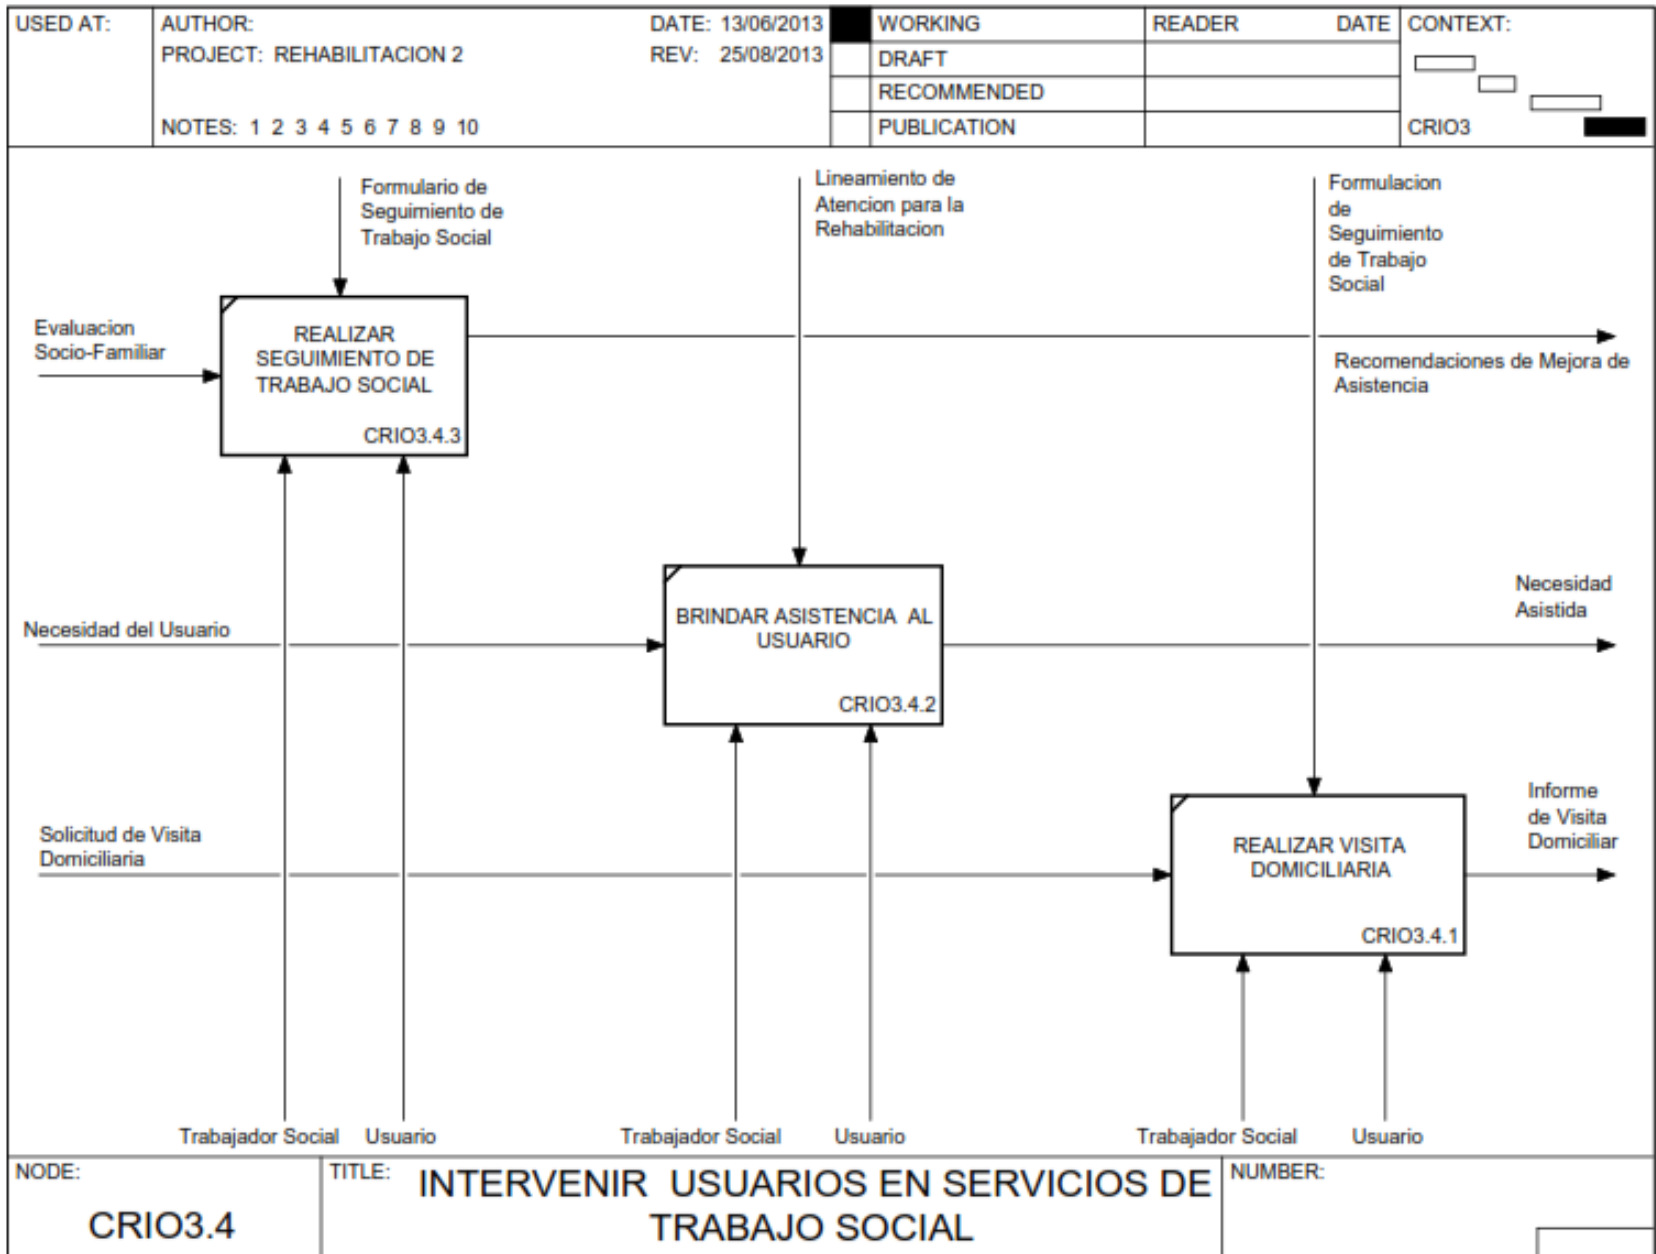 USED AT:
AUTHOR:
DATE: 13/06/2013
WORKING
READER
DATE
CONTEXT:
PROJECT: REHABILITACION 2
REV: 25/08/2013
DRAFT
RECOMMENDED
NOTES: 1 2 3 4 5 6 7 8 9 10
PUBLICATION
CRIO3
Formulario de
Seguimiento de
Trabajo Social
Lineamiento de
Atencion para la
Rehabilitacion
Formulacion
de
Seguimiento
de Trabajo
Social
Evaluacion
Socio-Familiar
REALIZAR
SEGUIMIENTO DE
TRABAJO SOCIAL
CRIO3.4.3
Recomendaciones de Mejora de
Asistencia
Necesidad del Usuario
BRINDAR ASISTENCIA AL
USUARIO
CRIO3.4.2
Necesidad
Asistida
Solicitud de Visita
Domiciliaria
REALIZAR VISITA
DOMICILIARIA
CRIO3.4.1
Informe
de Visita
Domiciliar
Trabajador Social
Usuario
Trabajador Social
Usuario
Trabajador Social
Usuario
NODE:
CRIO3.4
TITLE:
INTERVENIR USUARIOS EN SERVICIOS DE
TRABAJO SOCIAL
NUMBER: